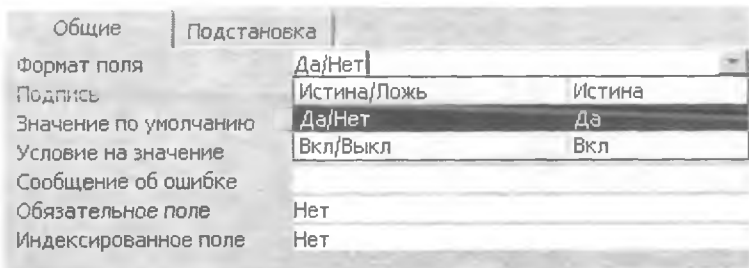 Общие Подстановка
Формат поля Да/Нет
Подпись Истина/Ложь Истина
Значение по умолчанию Да/Нет Да
Условие на значение Вкл/Выкл Вкл
Сообщение об ошибке
Обязательное поле Нет
Индексированное поле Нет